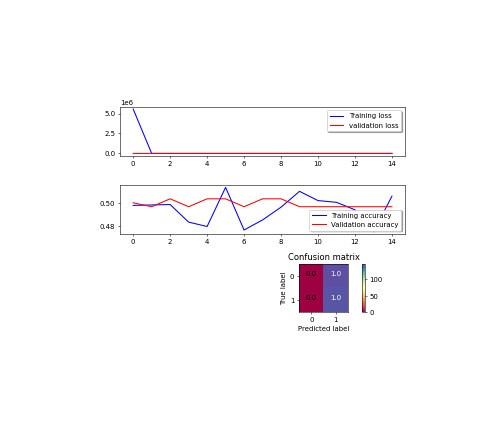 1e6
5.0
2.5
0.0
Training loss
validation loss
0 2 4 6 8 10 12 14
0.50
0.48
Training accuracy
Validation accuracy
0 2 4 6 8 10 12 14
Confusion matrix
True label
0
1
0.0 1.0
0.0 1.0
0 1
Predicted label
100
50
0